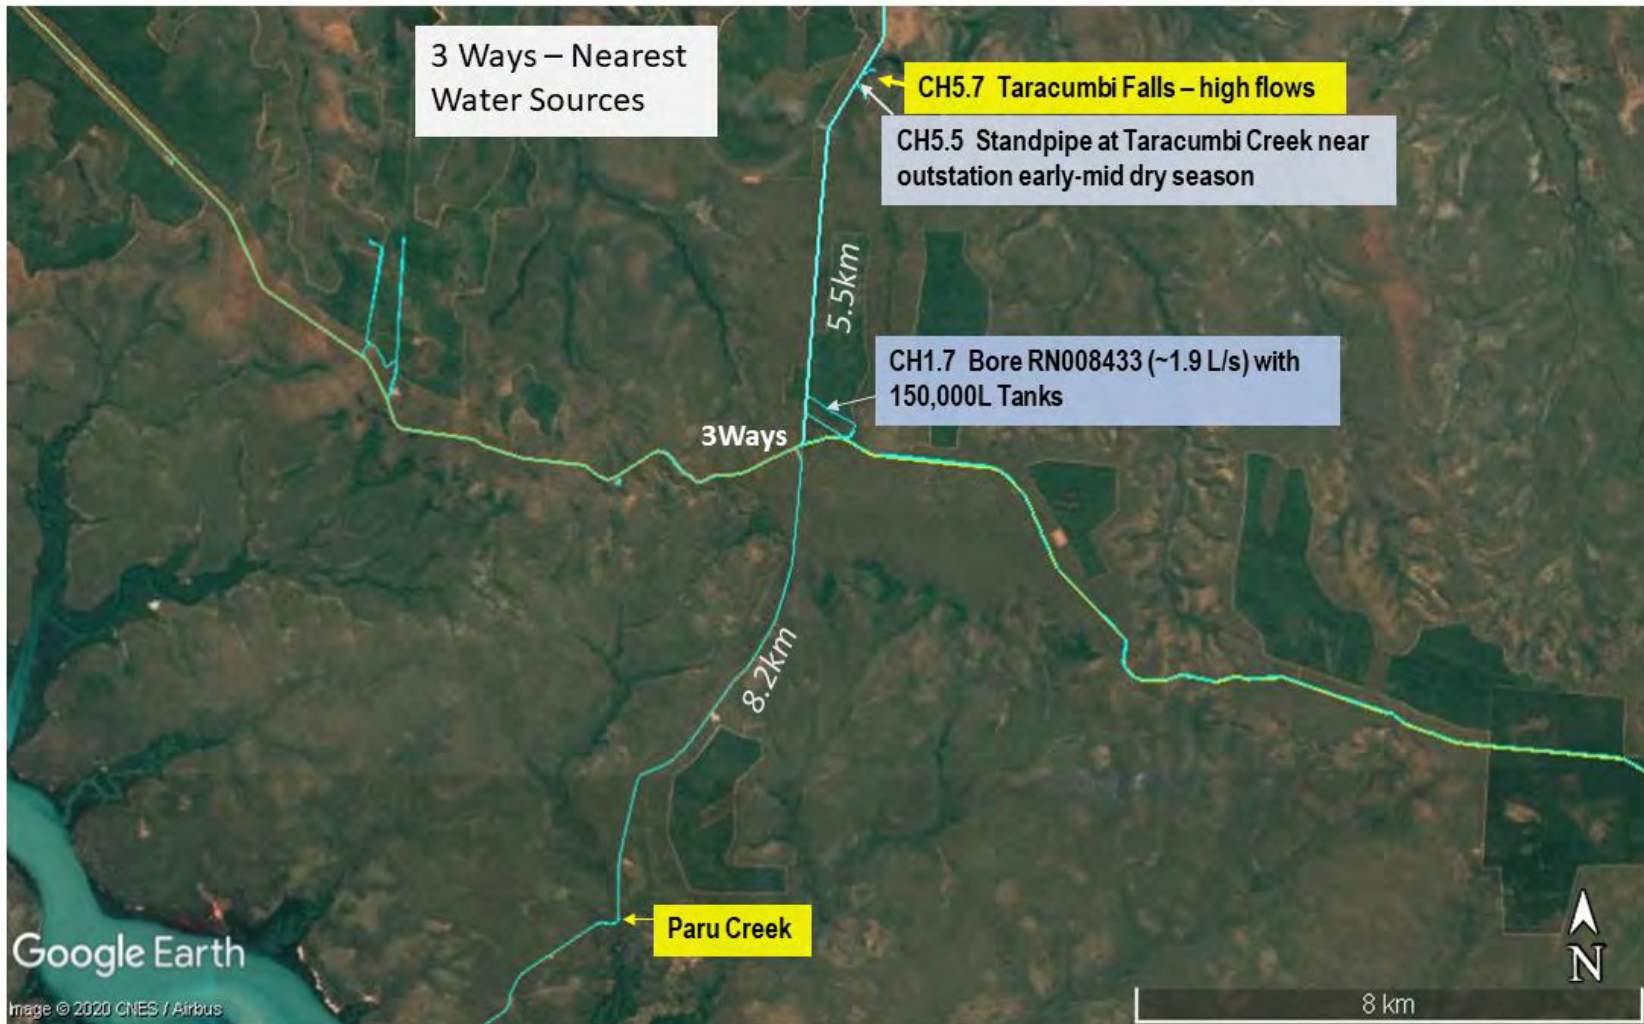 3 Ways – Nearest
Water Sources
CH5.7 Taracumbi Falls – high flows
CH5.5 Standpipe at Taracumbi Creek near
outstation early-mid dry season
5.5km
CH1.7 Bore RN008433 (~1.9 L/s) with
150,000L Tanks
3Ways
8.2km
Paru Creek
Google Earth
Image © 2020 CNES / Airbus
N
8 km